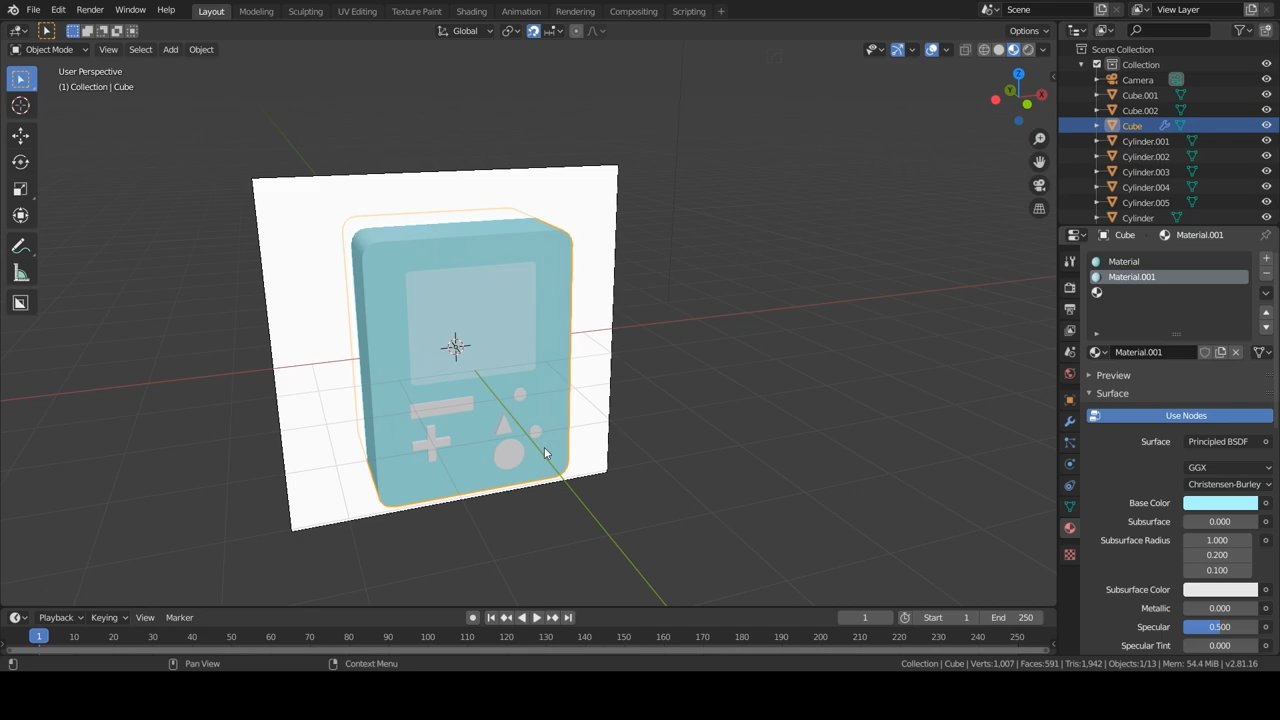 File Edit Render Window Help Layout Modeling Sculpting UV Editing Texture Paint Shading Animation Rendering Compositing Scripting + Scene View Layer
Global Options
Object Mode View Select Add Object
User Perspective
(1) Collection | Cube
Z
Y
X
Scene Collection
Collection
Camera
Cube.001
Cube.002
Cube
Cylinder.001
Cylinder.002
Cylinder.003
Cylinder.004
Cylinder.005
Cylinder
Cube Material.001
Material
Material.001
Material.001
Preview
Surface
Use Nodes
Surface Principled BSDF
GGX
Christensen-Burley
Base Color
Subsurface 0.000
Subsurface Radius 1.000
0.200
0.100
Subsurface Color
Metallic 0.000
Specular 0.500
Specular Tint 0.000
Playback Keying View Marker 1 Start 1 End 250
1 10 20 30 40 50 60 70 80 90 100 110 120 130 140 150 160 170 180 190 200 210 220 230 240 250
Pan View Context Menu Collection | Cube | Verts:1,007 | Faces:591 | Tris:1,942 | Objects:1/13 | Mem: 54.4 MiB | v2.81.16